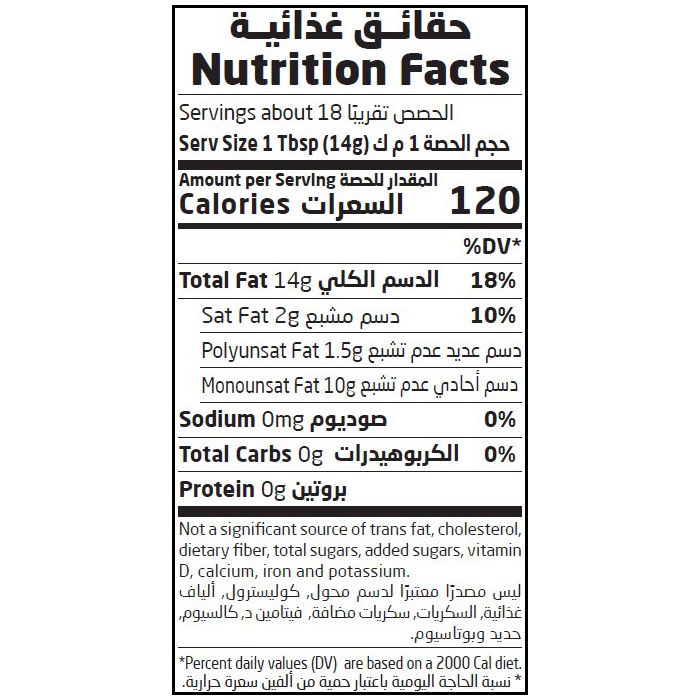 حقائـق غذائيـة
Nutrition Facts
Servings about 18 الحصص تقريبًا
Serv Size 1 Tbsp (14g) حجم الحصة 1 م ك
Amount per Serving المقدار للحصة
Calories السعرات 120
%DV*
Total Fat 14g الدسم الكلي 18%
Sat Fat 2g دسم مشبع 10%
Polyunsat Fat 1.5g دسم عديد عدم تشبع
Monounsat Fat 10g دسم أحادي عدم تشبع
Sodium 0mg صوديوم 0%
Total Carbs 0g الكربوهيدرات 0%
Protein 0g بروتين
Not a significant source of trans fat, cholesterol,
dietary fiber, total sugars, added sugars, vitamin
D, calcium, iron and potassium.
ليس مصدرًا معتبرًا لدسم محول, كوليسترول, ألياف
غذائية, السكريات, سكريات مضافة, فيتامين د, كالسيوم,
حديد وبوتاسيوم.
*Percent daily values (DV) are based on a 2000 Cal diet.
* نسبة الحاجة اليومية باعتبار حمية من ألفين سعرة حرارية.